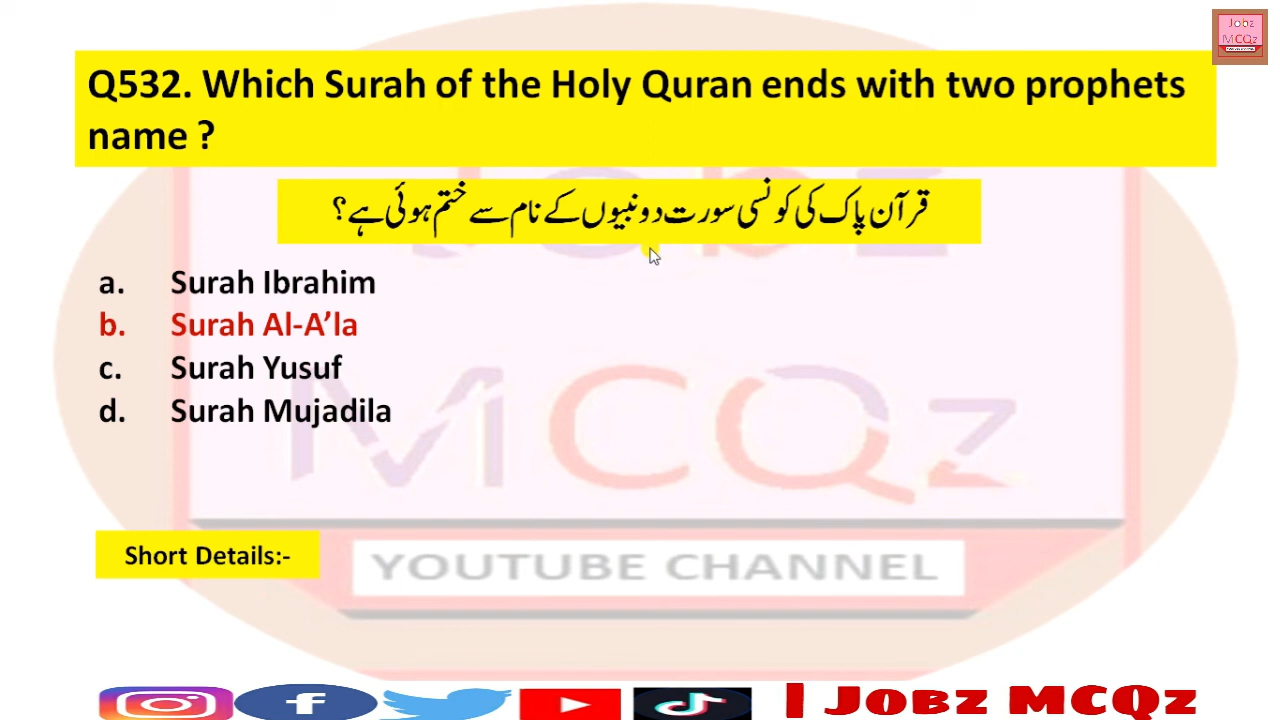 Jobz
MCQz
Q532. Which Surah of the Holy Quran ends with two prophets
name ?
قرآن پاک کی کونسی سورت دو نبیوں کے نام سے ختم ہوئی ہے؟
a. Surah Ibrahim
b. Surah Al-A’la
c. Surah Yusuf
d. Surah Mujadila
Jobz
MCQz
Short Details:-
YOUTUBE CHANNEL
| Jobz MCQz